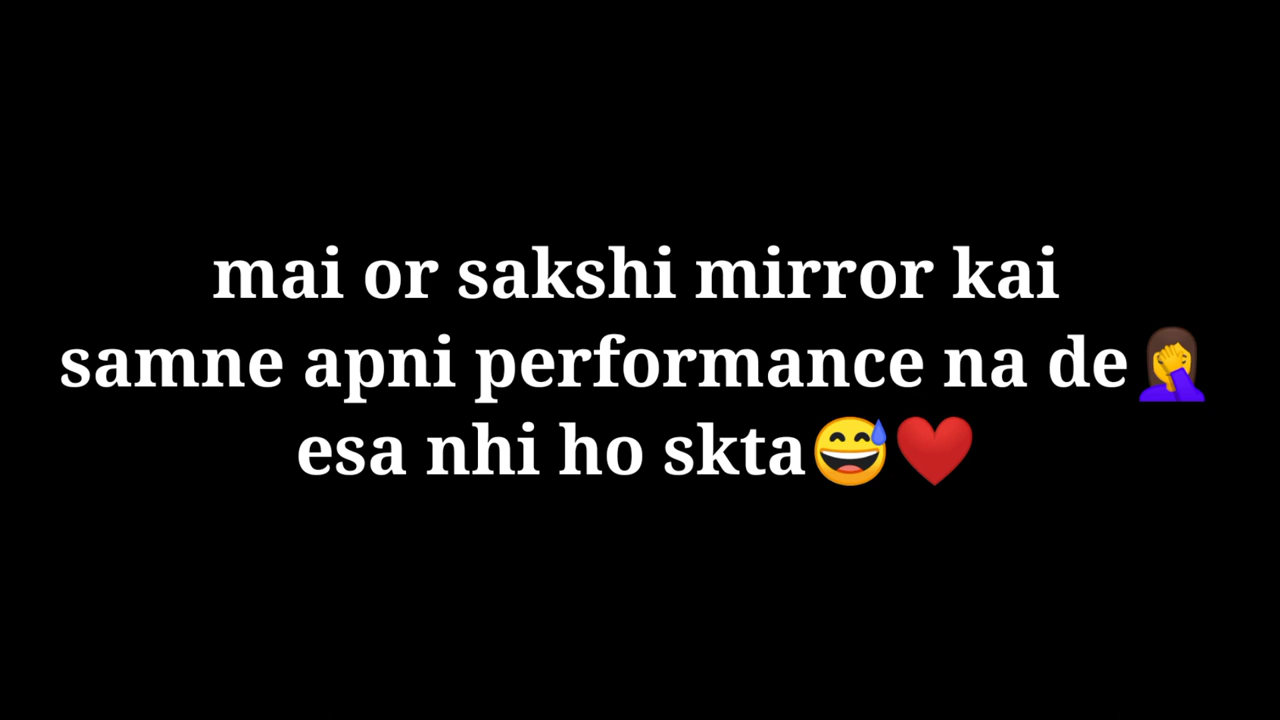 mai or sakshi mirror kai
samne apni performance na de🤦‍♀️
esa nhi ho skta😅❤️